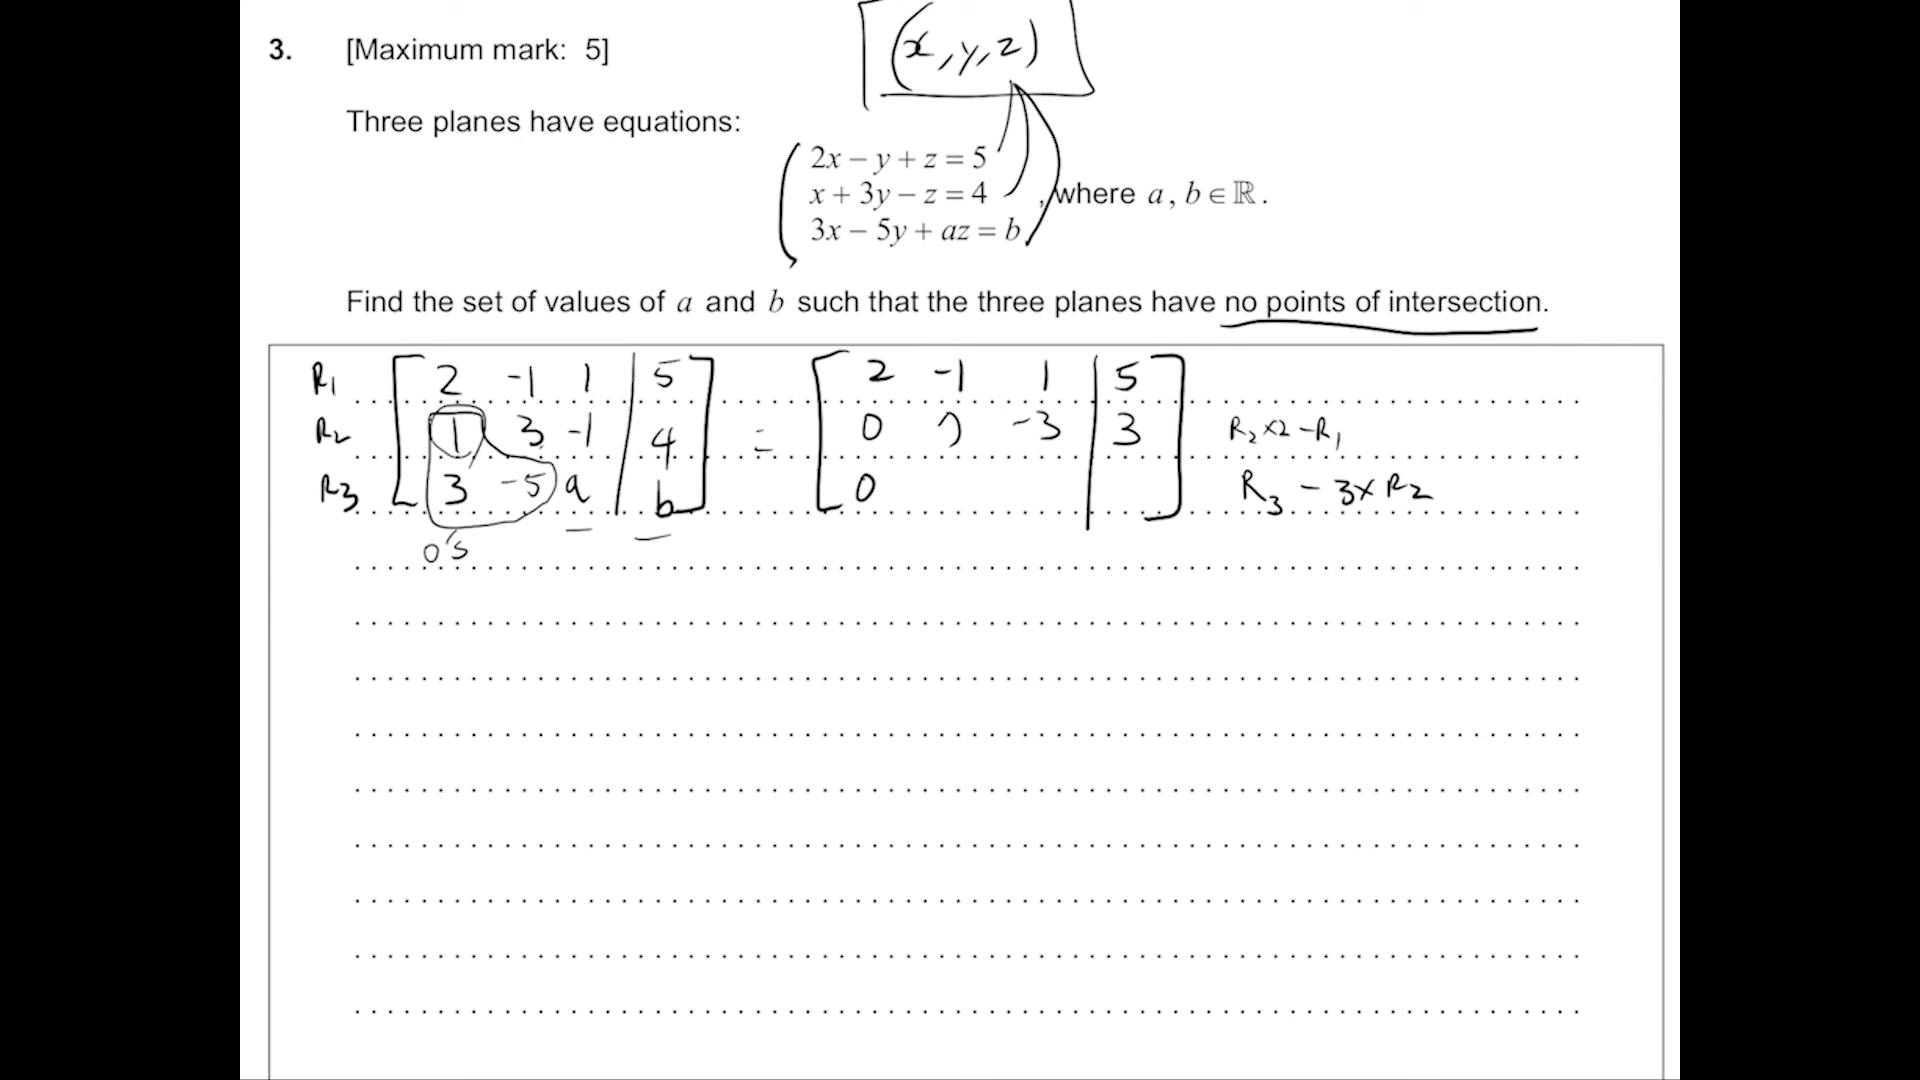 3. [Maximum mark: 5]
(x, y, z)
Three planes have equations:
2x − y + z = 5
x + 3y − z = 4
3x − 5y + az = b
, where a, b ∈ ℝ.
Find the set of values of a and b such that the three planes have no points of intersection.
R1 [ 2 -1 1 | 5 ] = [ 2 -1 1 | 5 ]
R2 [ 1 3 -1 | 4 ] [ 0 7 -3 | 3 ] R2 ×2 - R1
R3 [ 3 -5 a | b ] [ 0 | ] R3 - 3×R2
0's